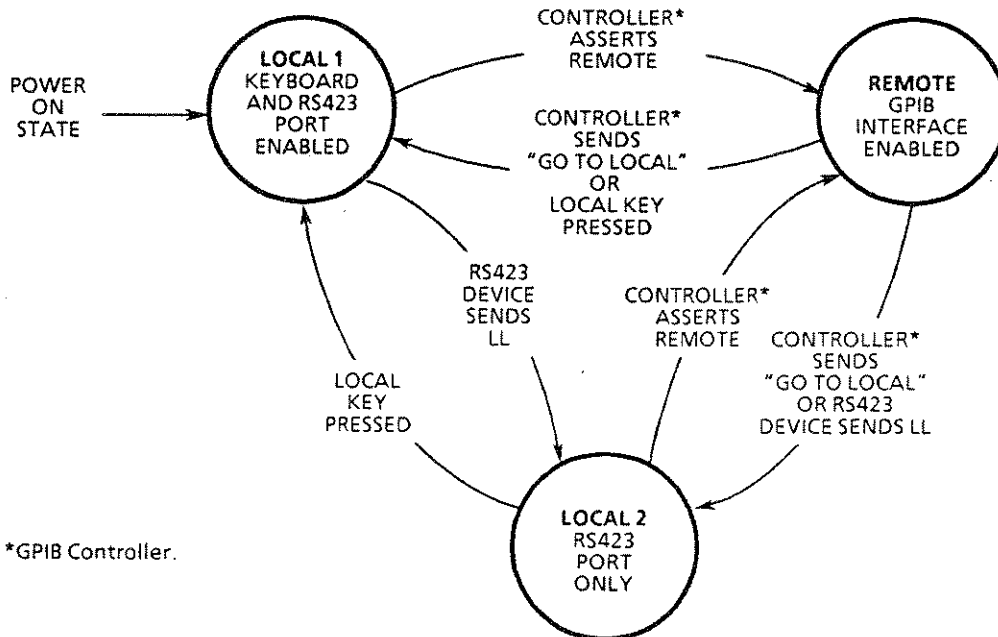 POWER
ON
STATE
LOCAL 1
KEYBOARD
AND RS423
PORT
ENABLED
CONTROLLER*
ASSERTS
REMOTE
CONTROLLER*
SENDS
"GO TO LOCAL"
OR
LOCAL KEY
PRESSED
REMOTE
GPIB
INTERFACE
ENABLED
RS423
DEVICE
SENDS
LL
LOCAL
KEY
PRESSED
CONTROLLER*
ASSERTS
REMOTE
CONTROLLER*
SENDS
"GO TO LOCAL"
OR RS423
DEVICE SENDS LL
LOCAL 2
RS423
PORT
ONLY
*GPIB Controller.